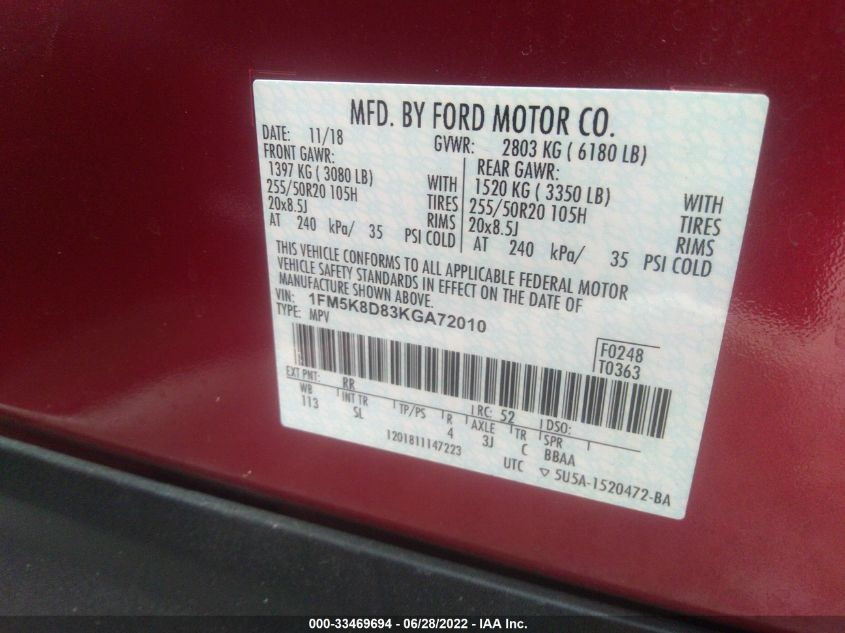 MFD. BY FORD MOTOR CO.
DATE: 11/18 GVWR: 2803 KG ( 6180 LB)
FRONT GAWR: REAR GAWR:
1397 KG ( 3080 LB) WITH 1520 KG ( 3350 LB) WITH
255/50R20 105H TIRES 255/50R20 105H TIRES
20x8.5J RIMS 20x8.5J RIMS
AT 240 kPa/ 35 PSI COLD AT 240 kPa/ 35 PSI COLD
THIS VEHICLE CONFORMS TO ALL APPLICABLE FEDERAL MOTOR
VEHICLE SAFETY STANDARDS IN EFFECT ON THE DATE OF
MANUFACTURE SHOWN ABOVE.
VIN: 1FM5K8D83KGA72010
TYPE: MPV
F0248
T0363
EXT PNT: RR RC: 52 DSO:
WB INT TR TP/PS R AXLE TR SPR
113 SL 4 3J C BBAA
1201811147223 UTC ▽ 5U5A-1520472-BA
000-33469694 - 06/28/2022 - IAA Inc.